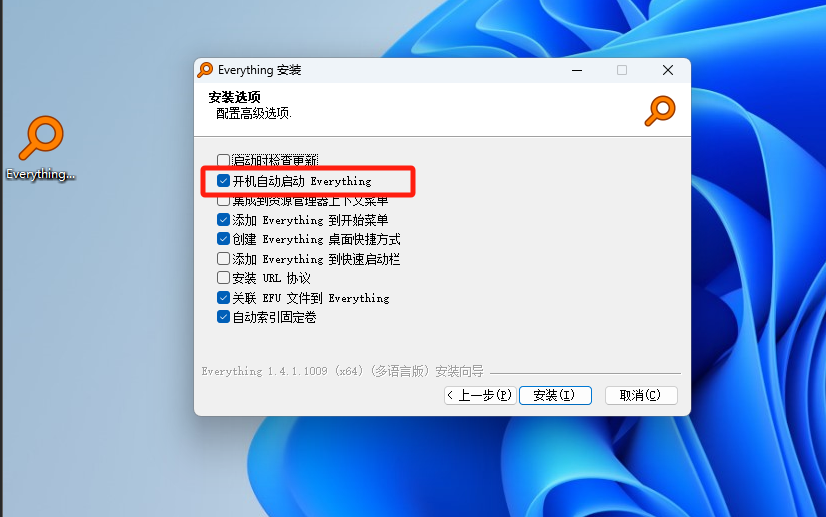 Everything 安装
安装选项
配置高级选项.
Everything...
启动时检查更新
开机自动启动 Everything
集成到资源管理器上下文菜单
添加 Everything 到开始菜单
创建 Everything 桌面快捷方式
添加 Everything 到快速启动栏
安装 URL 协议
关联 EFU 文件到 Everything
自动索引固定卷
Everything 1.4.1.1009 (x64) (多语言版) 安装向导
< 上一步(P)
安装(I)
取消(C)